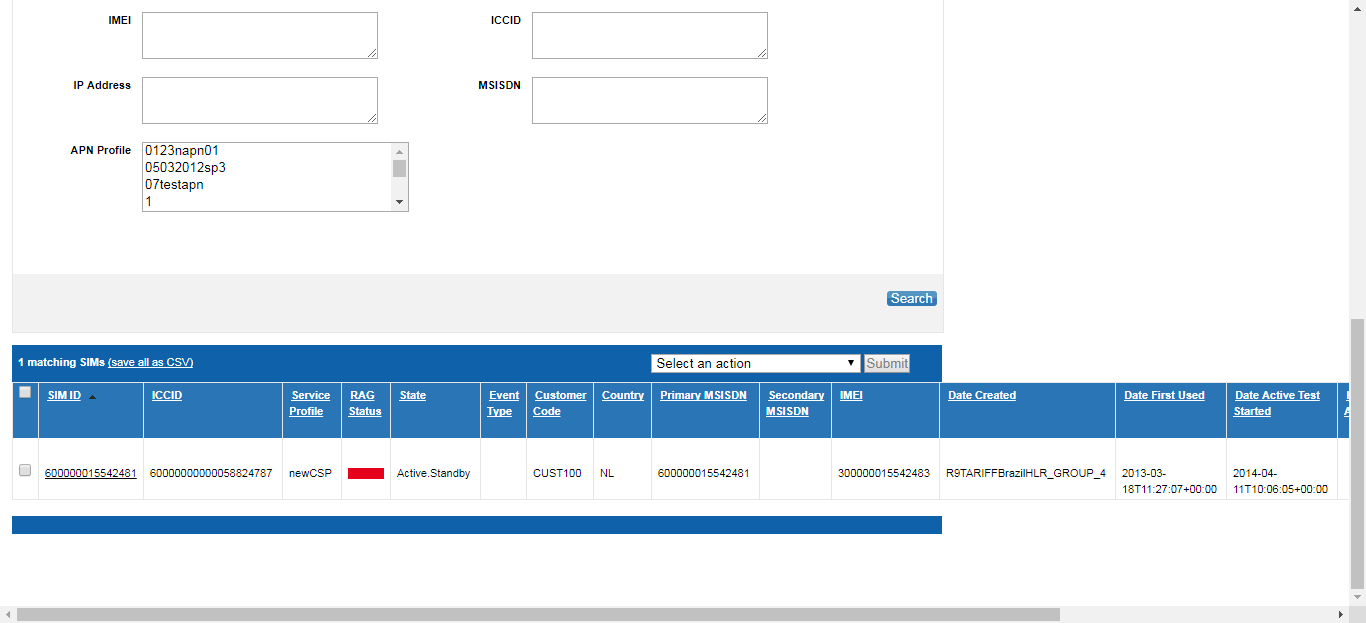 IMEI ICCID
IP Address MSISDN
APN Profile 0123napn01
05032012sp3
07testapn
1
Search
1 matching SIMs (save all as CSV) Select an action Submit
SIM ID ICCID Service Profile RAG Status State Event Type Customer Code Country Primary MSISDN Secondary MSISDN IMEI Date Created Date First Used Date Active Test Started
600000015542481 60000000000058824787 newCSP Active.Standby CUST100 NL 600000015542481 300000015542483 R9TARIFFBrazilHLR_GROUP_4 2013-03-18T11:27:07+00:00 2014-04-11T10:06:05+00:00